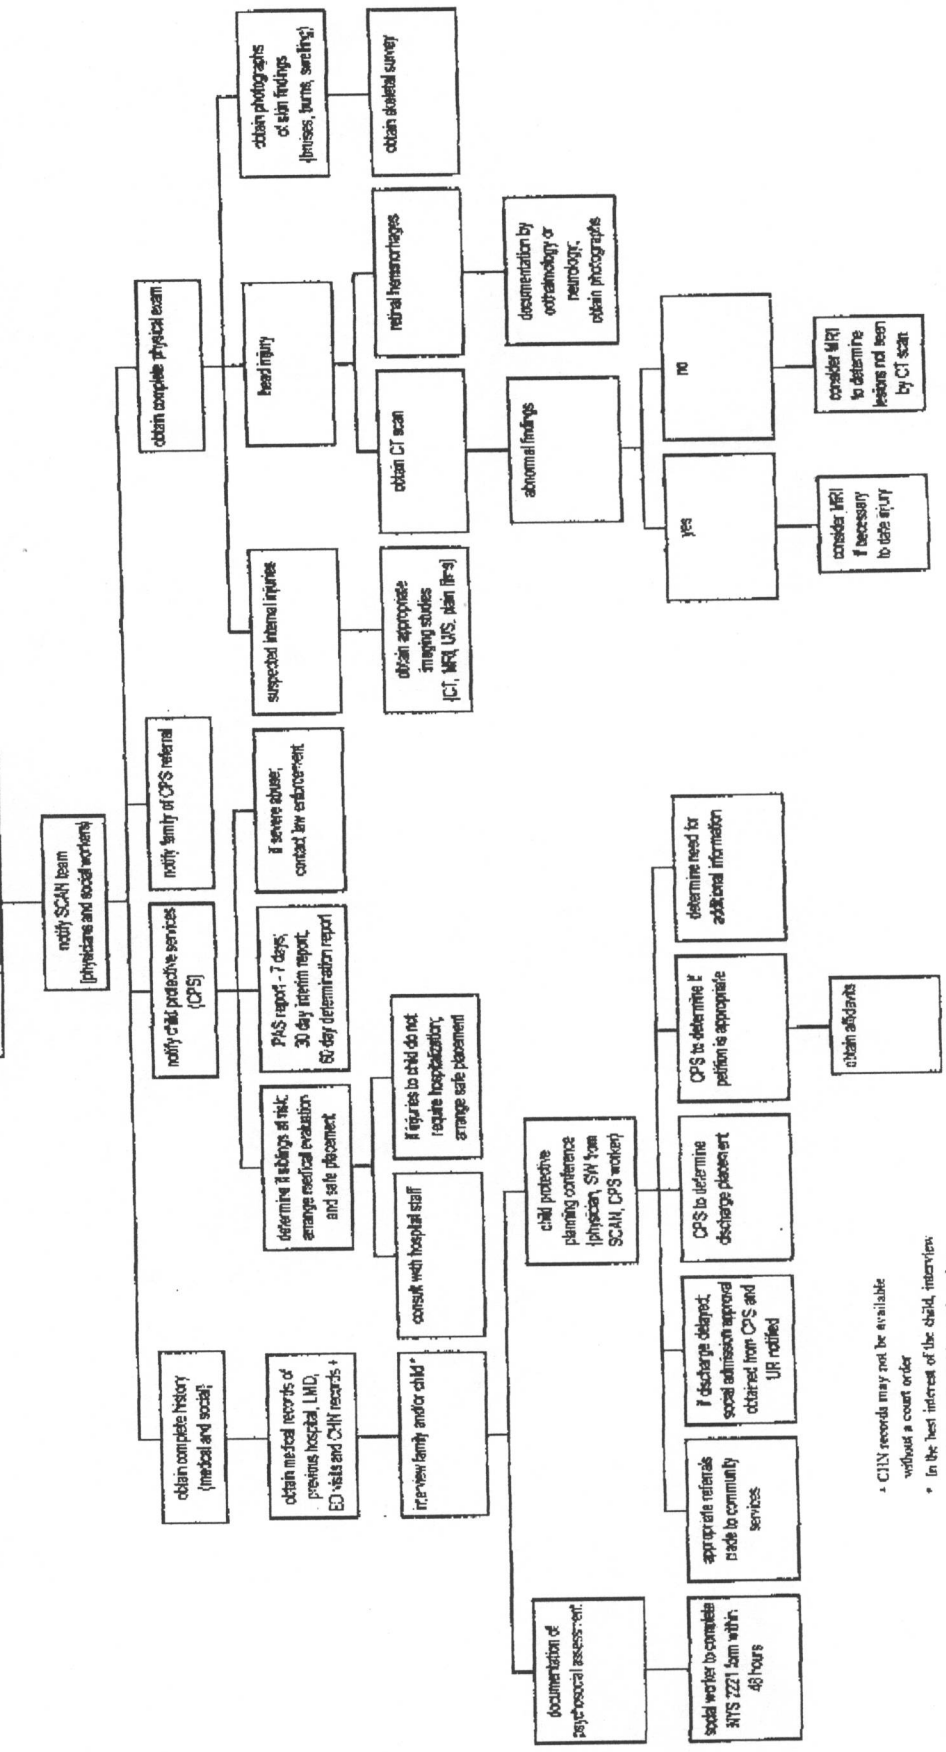 notify SCAN team
(physicians and social workers)
obtain complete history
(medical and social)
notify child protective services
(CPS)
notify family of CPS referral
obtain complete physical exam
obtain medical records of
previous hospital, LMD,
ED visits and CHN records +
interview family and/or child *
determine if siblings at risk;
arrange medical evaluation
and safe placement
PAS report - 7 days;
30 day interim report;
60 day determination report
if severe abuse;
contact law enforcement
consult with hospital staff
if injuries to child do not
require hospitalization;
arrange safe placement
suspected internal injuries
head injury
obtain photographs
of skin findings
(bruises, burns, swelling)
obtain appropriate
imaging studies
(CT, MRI, U/S, plain films)
obtain CT scan
retinal hemorrhages
obtain skeletal survey
abnormal findings
documentation by
neurology;
obtain photographs
yes
no
consider MRI
if necessary
to date injury
consider MRI
to determine
lesions not seen
by CT scan
documentation of
psychosocial assessment
child protective
planning conference
(physician, SW from
SCAN, CPS worker)
social worker to complete
NYS 2221 form within
48 hours
appropriate referrals
made to community
services
if discharge delayed;
social admission approval
obtained from CPS and
UR notified
CPS to determine
discharge placement
CPS to determine if
petition is appropriate
determine need for
additional information
obtain affidavits
+ CHN records may not be available
without a court order
* In the best interest of the child, interview